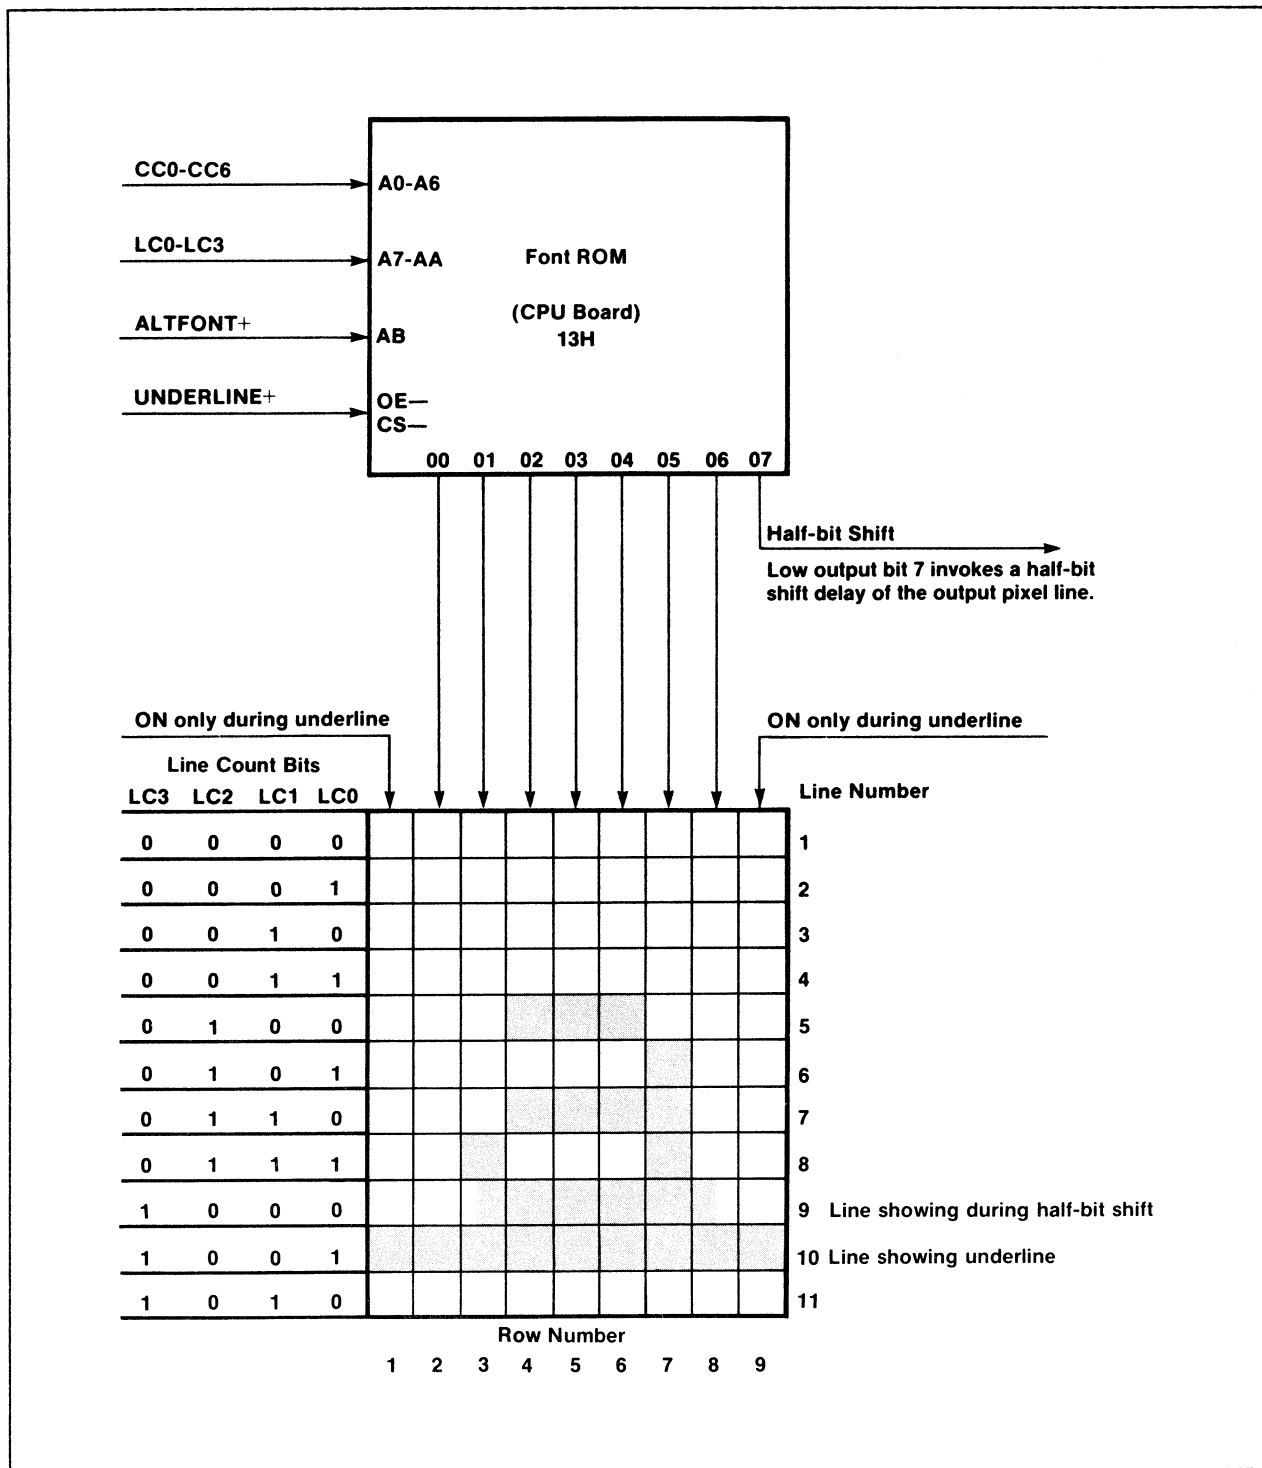 CC0-CC6
A0-A6
LC0-LC3
A7-AA
Font ROM
(CPU Board)
13H
ALTFONT+
AB
UNDERLINE+
OE—
CS—
00 01 02 03 04 05 06 07
Half-bit Shift
Low output bit 7 invokes a half-bit
shift delay of the output pixel line.
ON only during underline
ON only during underline
Line Count Bits
LC3 LC2 LC1 LC0
Line Number
0 0 0 0 1
0 0 0 1 2
0 0 1 0 3
0 0 1 1 4
0 1 0 0 5
0 1 0 1 6
0 1 1 0 7
0 1 1 1 8
1 0 0 0 9 Line showing during half-bit shift
1 0 0 1 10 Line showing underline
1 0 1 0 11
Row Number
1 2 3 4 5 6 7 8 9